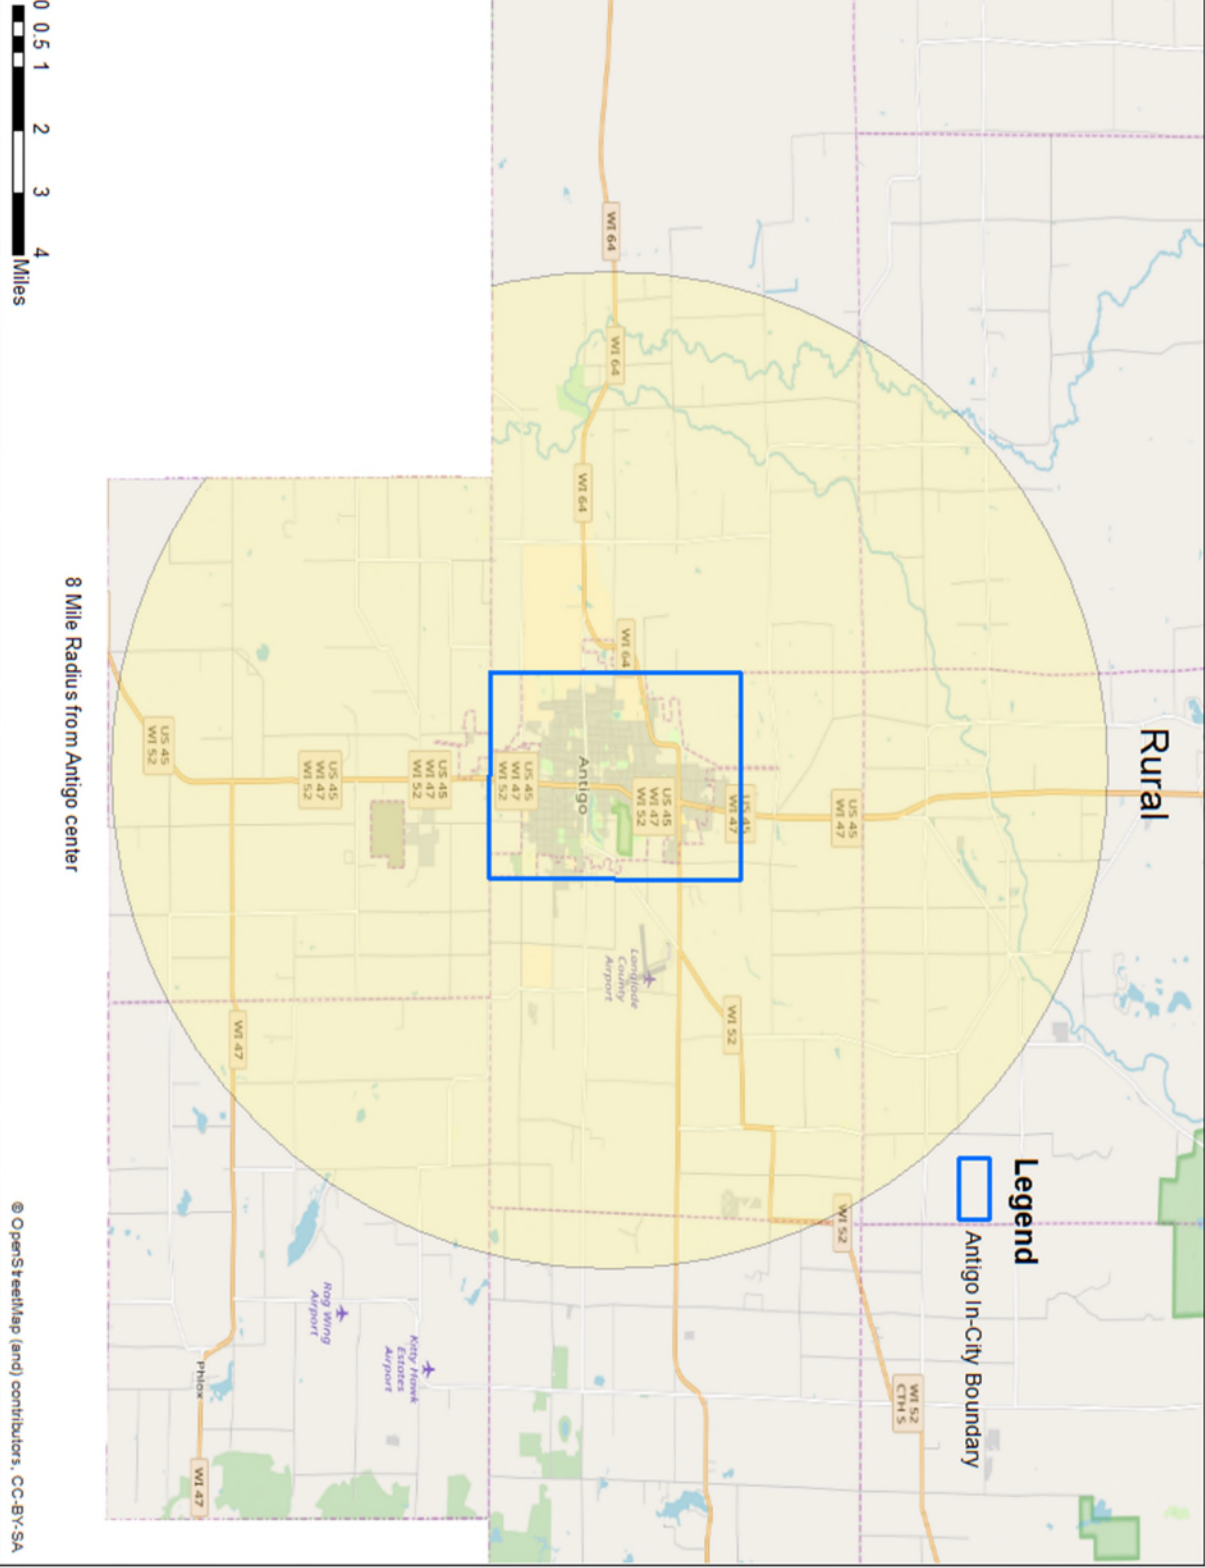 Rural
Legend
Antigo In-City Boundary
WI 52
CTH S
US 45
WI 47
WI 52
US 45
WI 47
WI 52
US 45
WI 47
WI 52
WI 64
Langlade
County
Airport
WI 64
WI 64
WI 64
Antigo
US 45
WI 47
WI 52
US 45
WI 47
WI 52
Kitty Hawk
Estates
Airport
US 45
WI 47
WI 52
Rag Wing
Airport
WI 47
Phlox
WI 47
US 45
WI 52
8 Mile Radius from Antigo center
0 0.5 1 2 3 4
Miles
© OpenStreetMap (and) contributors, CC-BY-SA